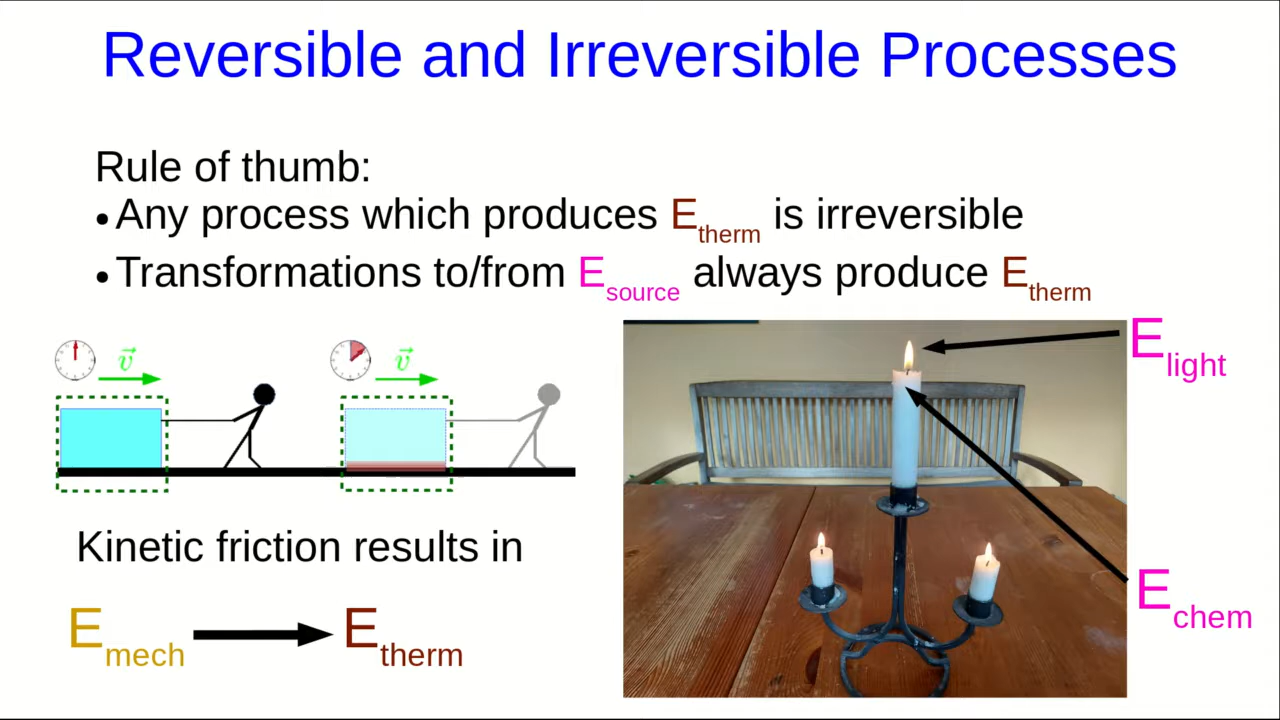 Reversible and Irreversible Processes
Rule of thumb:
• Any process which produces E_therm is irreversible
• Transformations to/from E_source always produce E_therm
v⃗
v⃗
E_light
Kinetic friction results in
E_chem
E_mech → E_therm